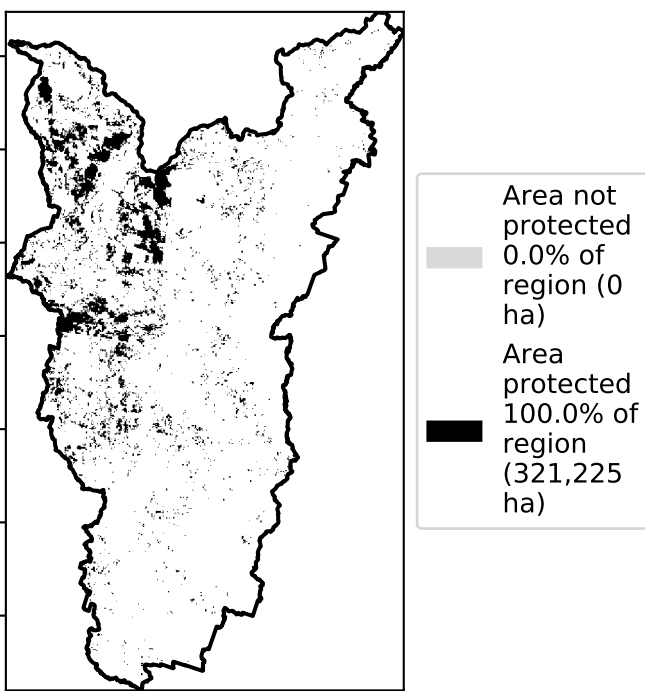 Area not
protected
0.0% of
region (0
ha)
Area
protected
100.0% of
region
(321,225
ha)